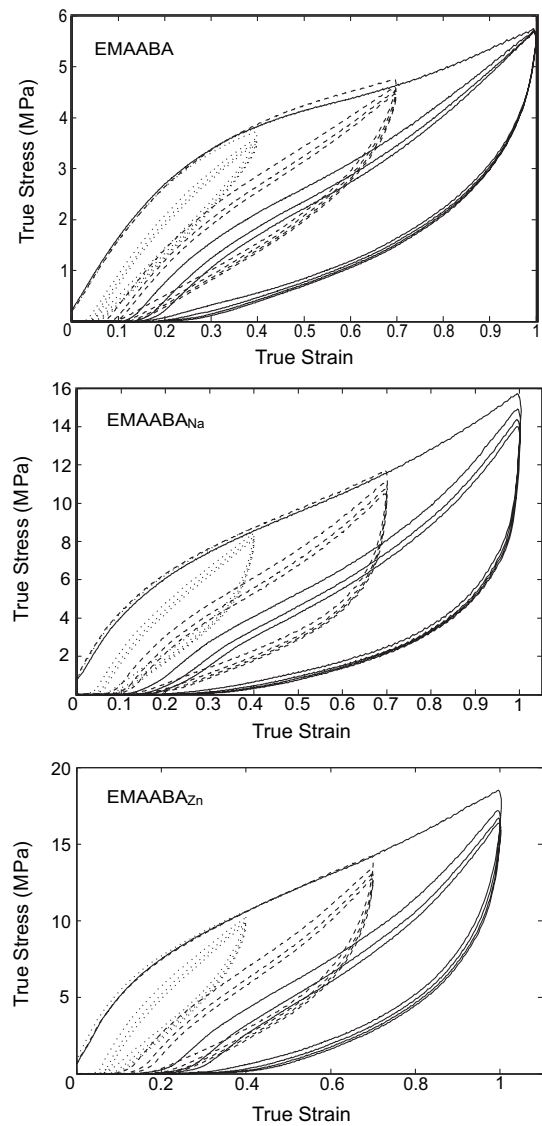 6
EMAABA
5
4
3
2
1
True Stress (MPa)
0 0.1 0.2 0.3 0.4 0.5 0.6 0.7 0.8 0.9 1
True Strain
16
EMAABANa
14
12
10
8
6
4
2
True Stress (MPa)
0 0.1 0.2 0.3 0.4 0.5 0.6 0.7 0.8 0.9 1
True Strain
20
EMAABAZn
15
10
5
True Stress (MPa)
0 0.2 0.4 0.6 0.8 1
True Strain